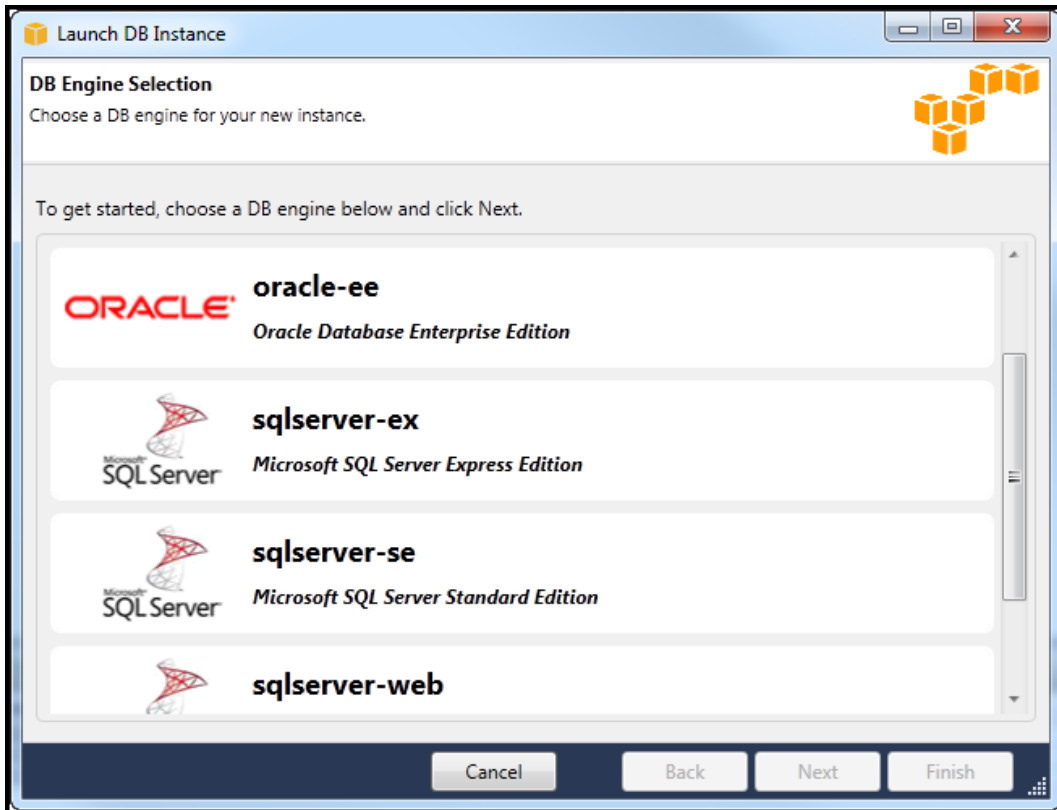 Launch DB Instance
DB Engine Selection
Choose a DB engine for your new instance.
To get started, choose a DB engine below and click Next.
ORACLE
oracle-ee
Oracle Database Enterprise Edition
Microsoft
SQL Server
sqlserver-ex
Microsoft SQL Server Express Edition
Microsoft
SQL Server
sqlserver-se
Microsoft SQL Server Standard Edition
sqlserver-web
Cancel
Back
Next
Finish